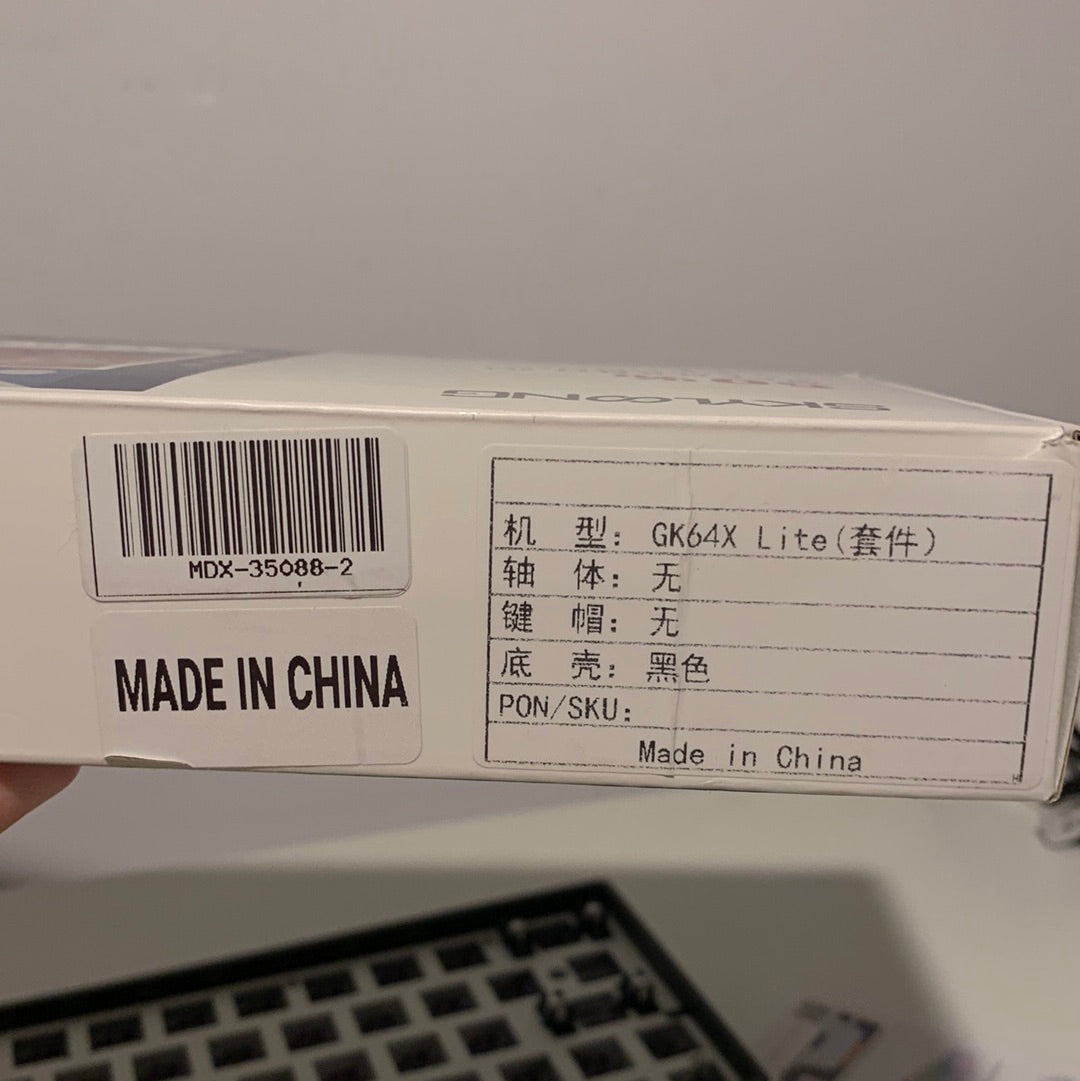 SKYLOONG
MDX-35088-2
MADE IN CHINA
机 型: GK64X Lite(套件)
轴 体: 无
键 帽: 无
底 壳: 黑色
PON/SKU:
Made in China